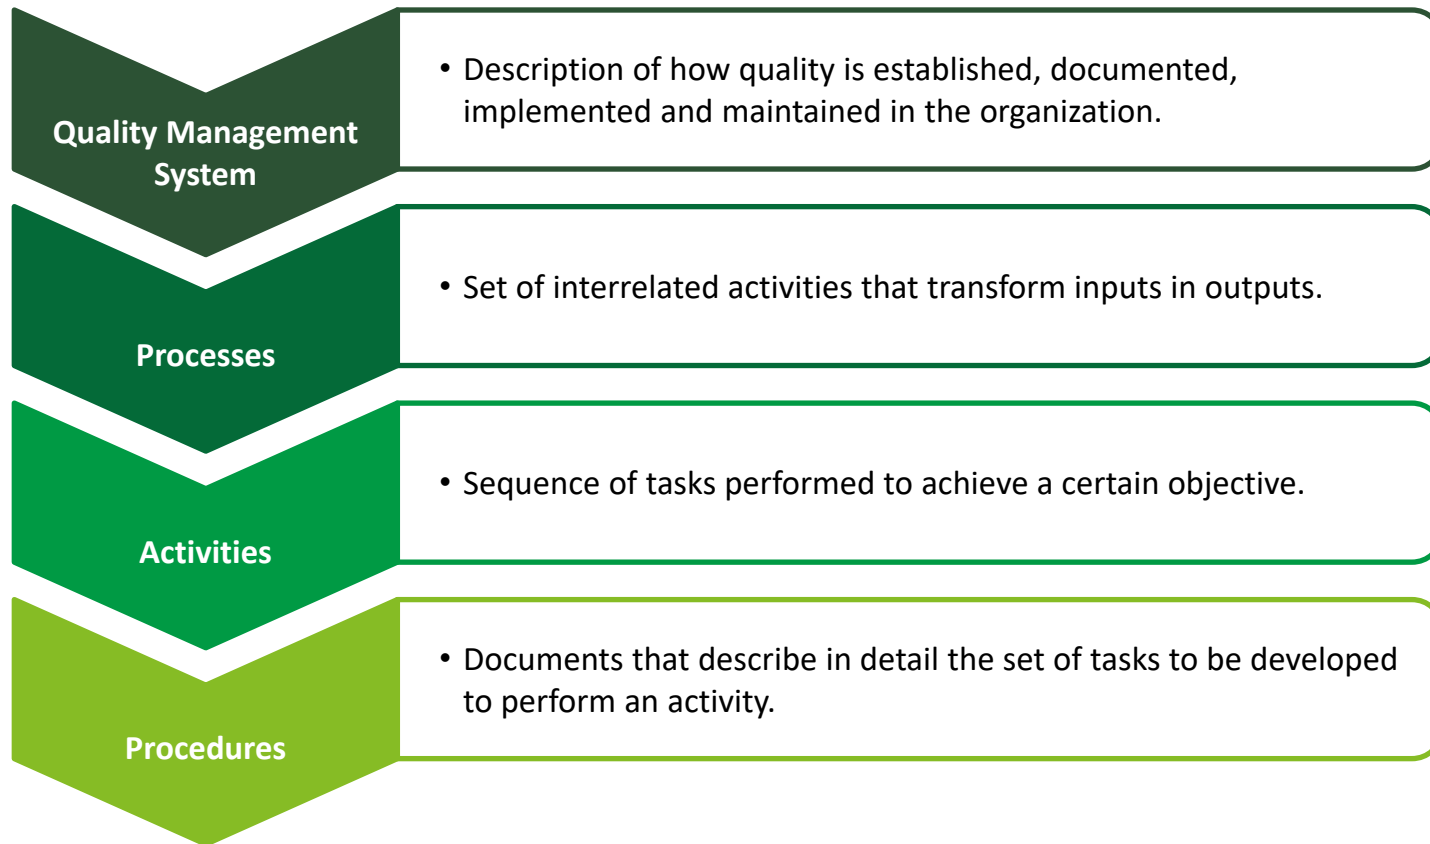 Quality Management
System
• Description of how quality is established, documented,
implemented and maintained in the organization.
Processes
• Set of interrelated activities that transform inputs in outputs.
Activities
• Sequence of tasks performed to achieve a certain objective.
Procedures
• Documents that describe in detail the set of tasks to be developed
to perform an activity.